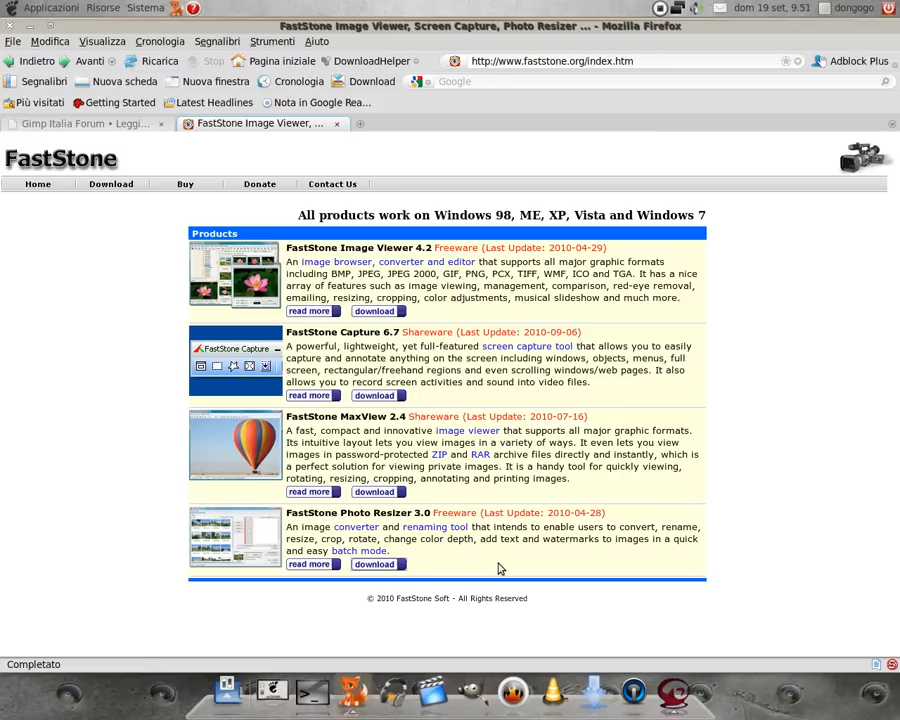 Applicazioni Risorse Sistema dom 19 set, 9.51 dongogo
FastStone Image Viewer, Screen Capture, Photo Resizer ... - Mozilla Firefox
File Modifica Visualizza Cronologia Segnalibri Strumenti Aiuto
Indietro Avanti Ricarica Stop Pagina iniziale DownloadHelper http://www.faststone.org/index.htm Adblock Plus
Segnalibri Nuova scheda Nuova finestra Cronologia Download Google
Più visitati Getting Started Latest Headlines Nota in Google Rea...
Gimp Italia Forum • Leggi... FastStone Image Viewer, ...
FastStone
Home Download Buy Donate Contact Us
All products work on Windows 98, ME, XP, Vista and Windows 7
Products
FastStone Image Viewer 4.2 Freeware (Last Update: 2010-04-29)
An image browser, converter and editor that supports all major graphic formats
including BMP, JPEG, JPEG 2000, GIF, PNG, PCX, TIFF, WMF, ICO and TGA. It has a nice
array of features such as image viewing, management, comparison, red-eye removal,
emailing, resizing, cropping, color adjustments, musical slideshow and much more.
read more download
FastStone Capture 6.7 Shareware (Last Update: 2010-09-06)
FastStone Capture
A powerful, lightweight, yet full-featured screen capture tool that allows you to easily
capture and annotate anything on the screen including windows, objects, menus, full
screen, rectangular/freehand regions and even scrolling windows/web pages. It also
allows you to record screen activities and sound into video files.
read more download
FastStone MaxView 2.4 Shareware (Last Update: 2010-07-16)
A fast, compact and innovative image viewer that supports all major graphic formats.
Its intuitive layout lets you view images in a variety of ways. It even lets you view
images in password-protected ZIP and RAR archive files directly and instantly, which is
a perfect solution for viewing private images. It is a handy tool for quickly viewing,
rotating, resizing, cropping, annotating and printing images.
read more download
FastStone Photo Resizer 3.0 Freeware (Last Update: 2010-04-28)
An image converter and renaming tool that intends to enable users to convert, rename,
resize, crop, rotate, change color depth, add text and watermarks to images in a quick
and easy batch mode.
read more download
© 2010 FastStone Soft - All Rights Reserved
Completato